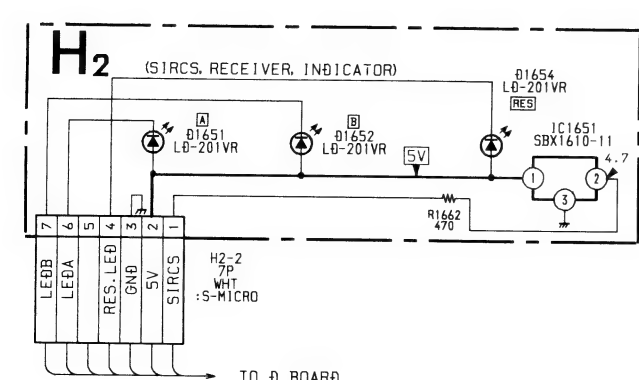 H2
(SIRCS, RECEIVER, INDICATOR)
D1654
LD-201VR
RES
A
D1651
LD-201VR
B
D1652
LD-201VR
5V
IC1651
SBX1610-11
4.7
1
2
3
R1662
470
7
6
5
4
3
2
1
LEDB
LEDA
RES.LED
GND
5V
SIRCS
H2-2
7P
WHT
:S-MICRO
TO D BOARD